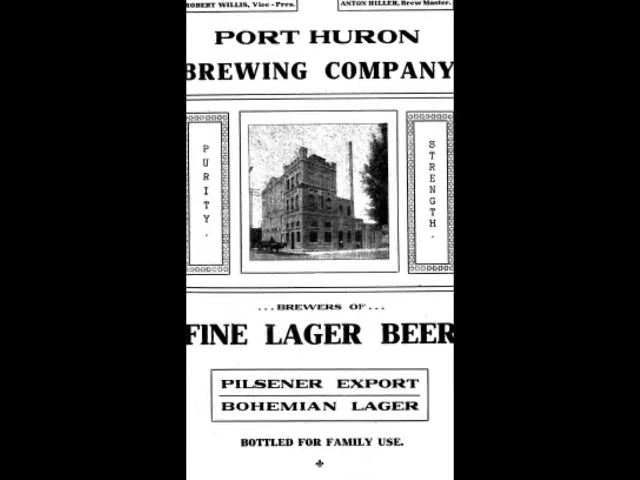 ROBERT WILLIS, Vice-Pres. ANTON HILLER, Brew Master.
PORT HURON
BREWING COMPANY
PURITY.
STRENGTH.
...BREWERS OF...
FINE LAGER BEER
PILSENER EXPORT
BOHEMIAN LAGER
BOTTLED FOR FAMILY USE.